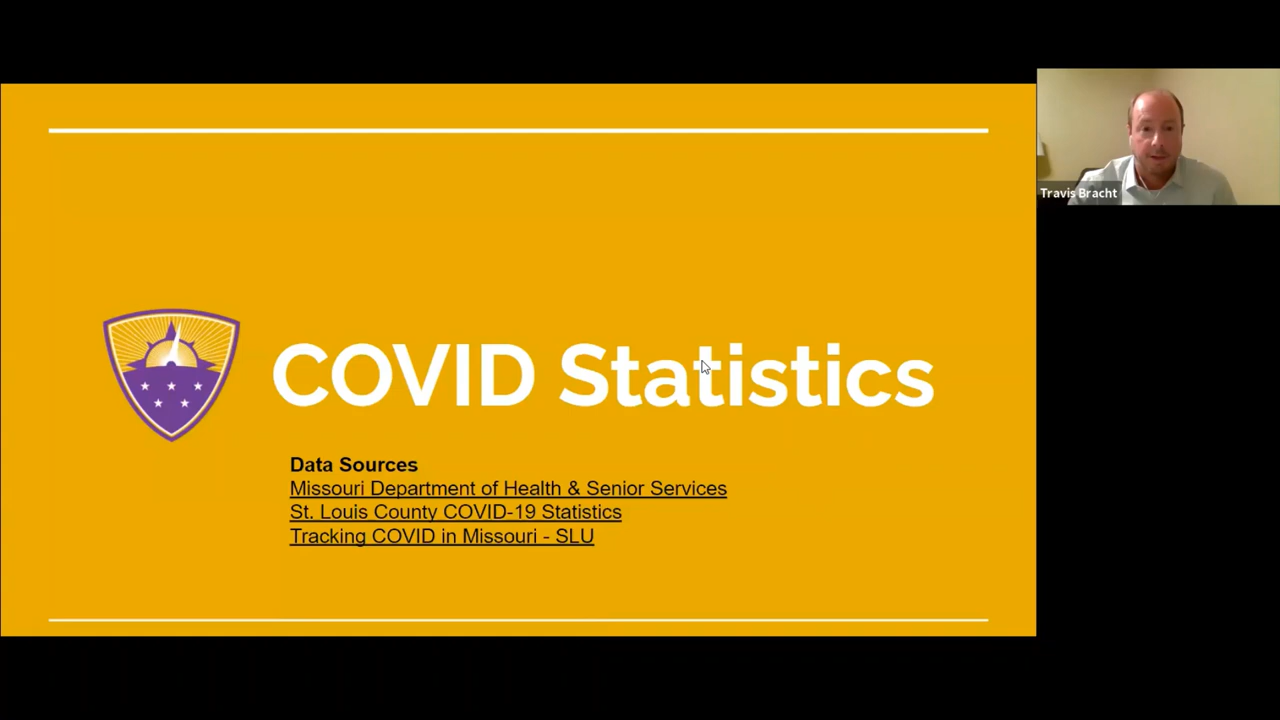 COVID Statistics
Data Sources
Missouri Department of Health & Senior Services
St. Louis County COVID-19 Statistics
Tracking COVID in Missouri - SLU
Travis Bracht